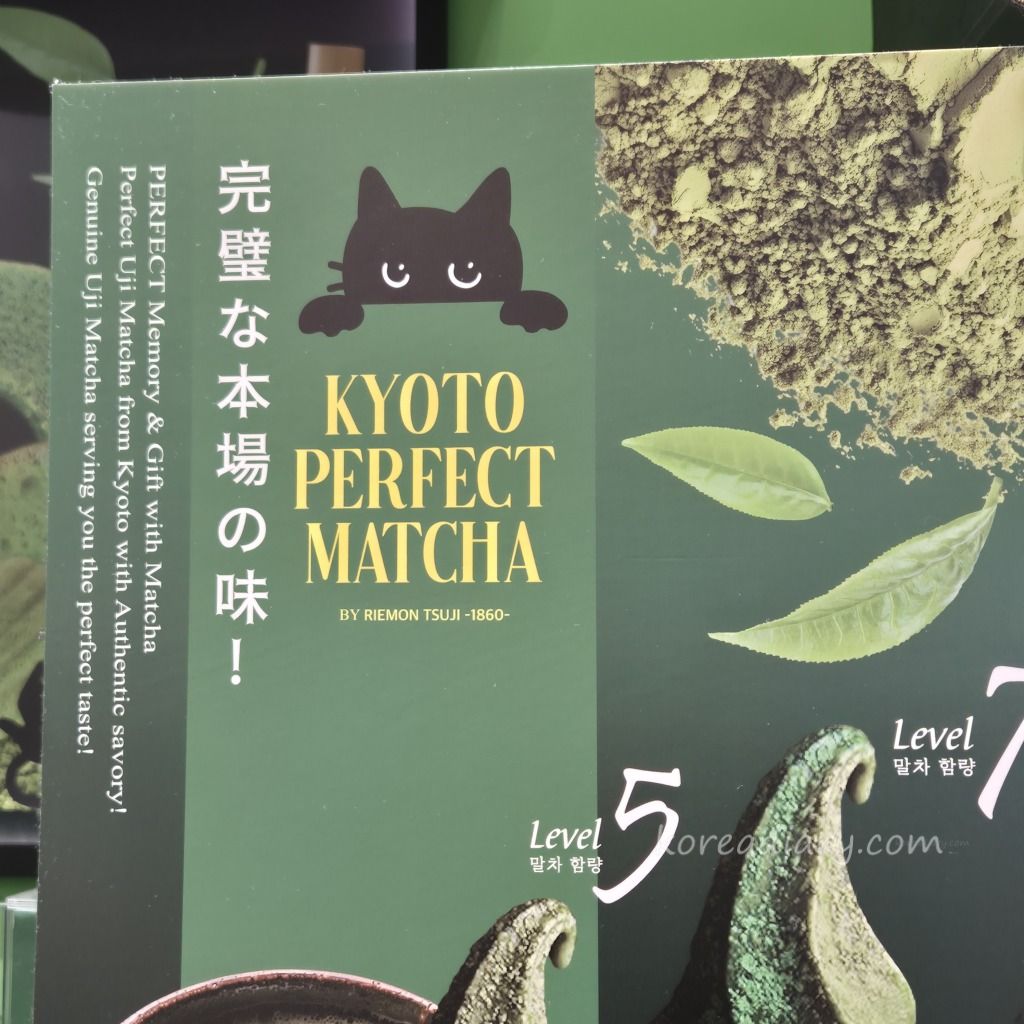 PERFECT Memory & Gift with Matcha
Perfect Uji Matcha from Kyoto with Authentic savory!
Genuine Uji Matcha serving you the perfect taste!
完璧な本場の味！
KYOTO
PERFECT
MATCHA
BY RIEMON TSUJI -1860-
Level 5
말차 함량
Level 7
말차 함량
koreadiary.com